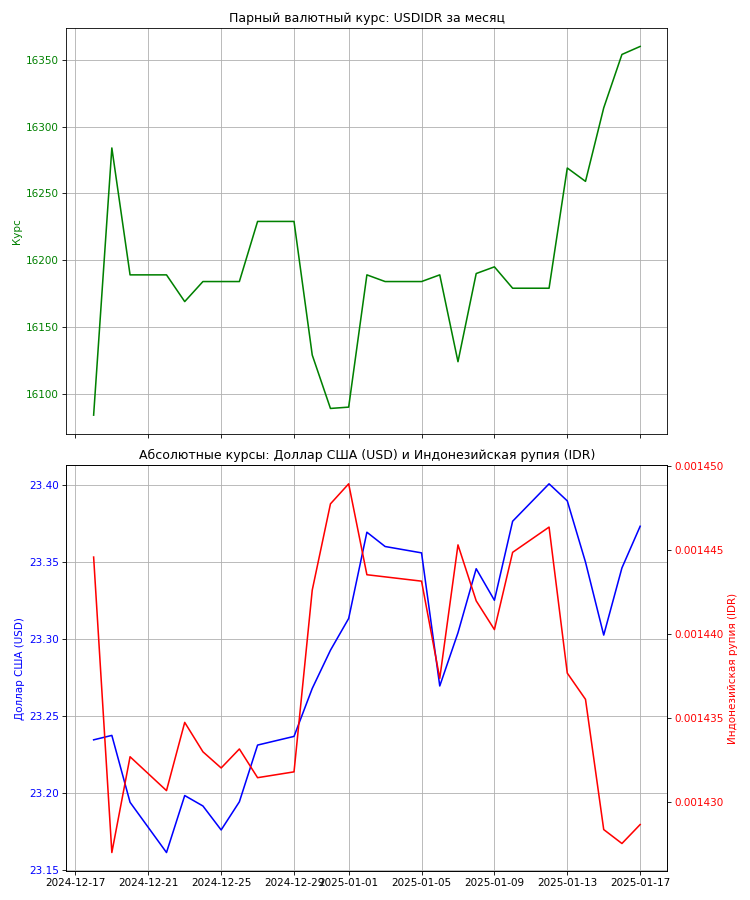 Парный валютный курс: USDIDR за месяц
16350
16300
16250
16200
16150
16100
Курс
Абсолютные курсы: Доллар США (USD) и Индонезийская рупия (IDR)
23.40
23.35
23.30
23.25
23.20
23.15
Доллар США (USD)
0.001450
0.001445
0.001440
0.001435
0.001430
Индонезийская рупия (IDR)
2024-12-17 2024-12-21 2024-12-25 2024-12-29 2025-01-01 2025-01-05 2025-01-09 2025-01-13 2025-01-17